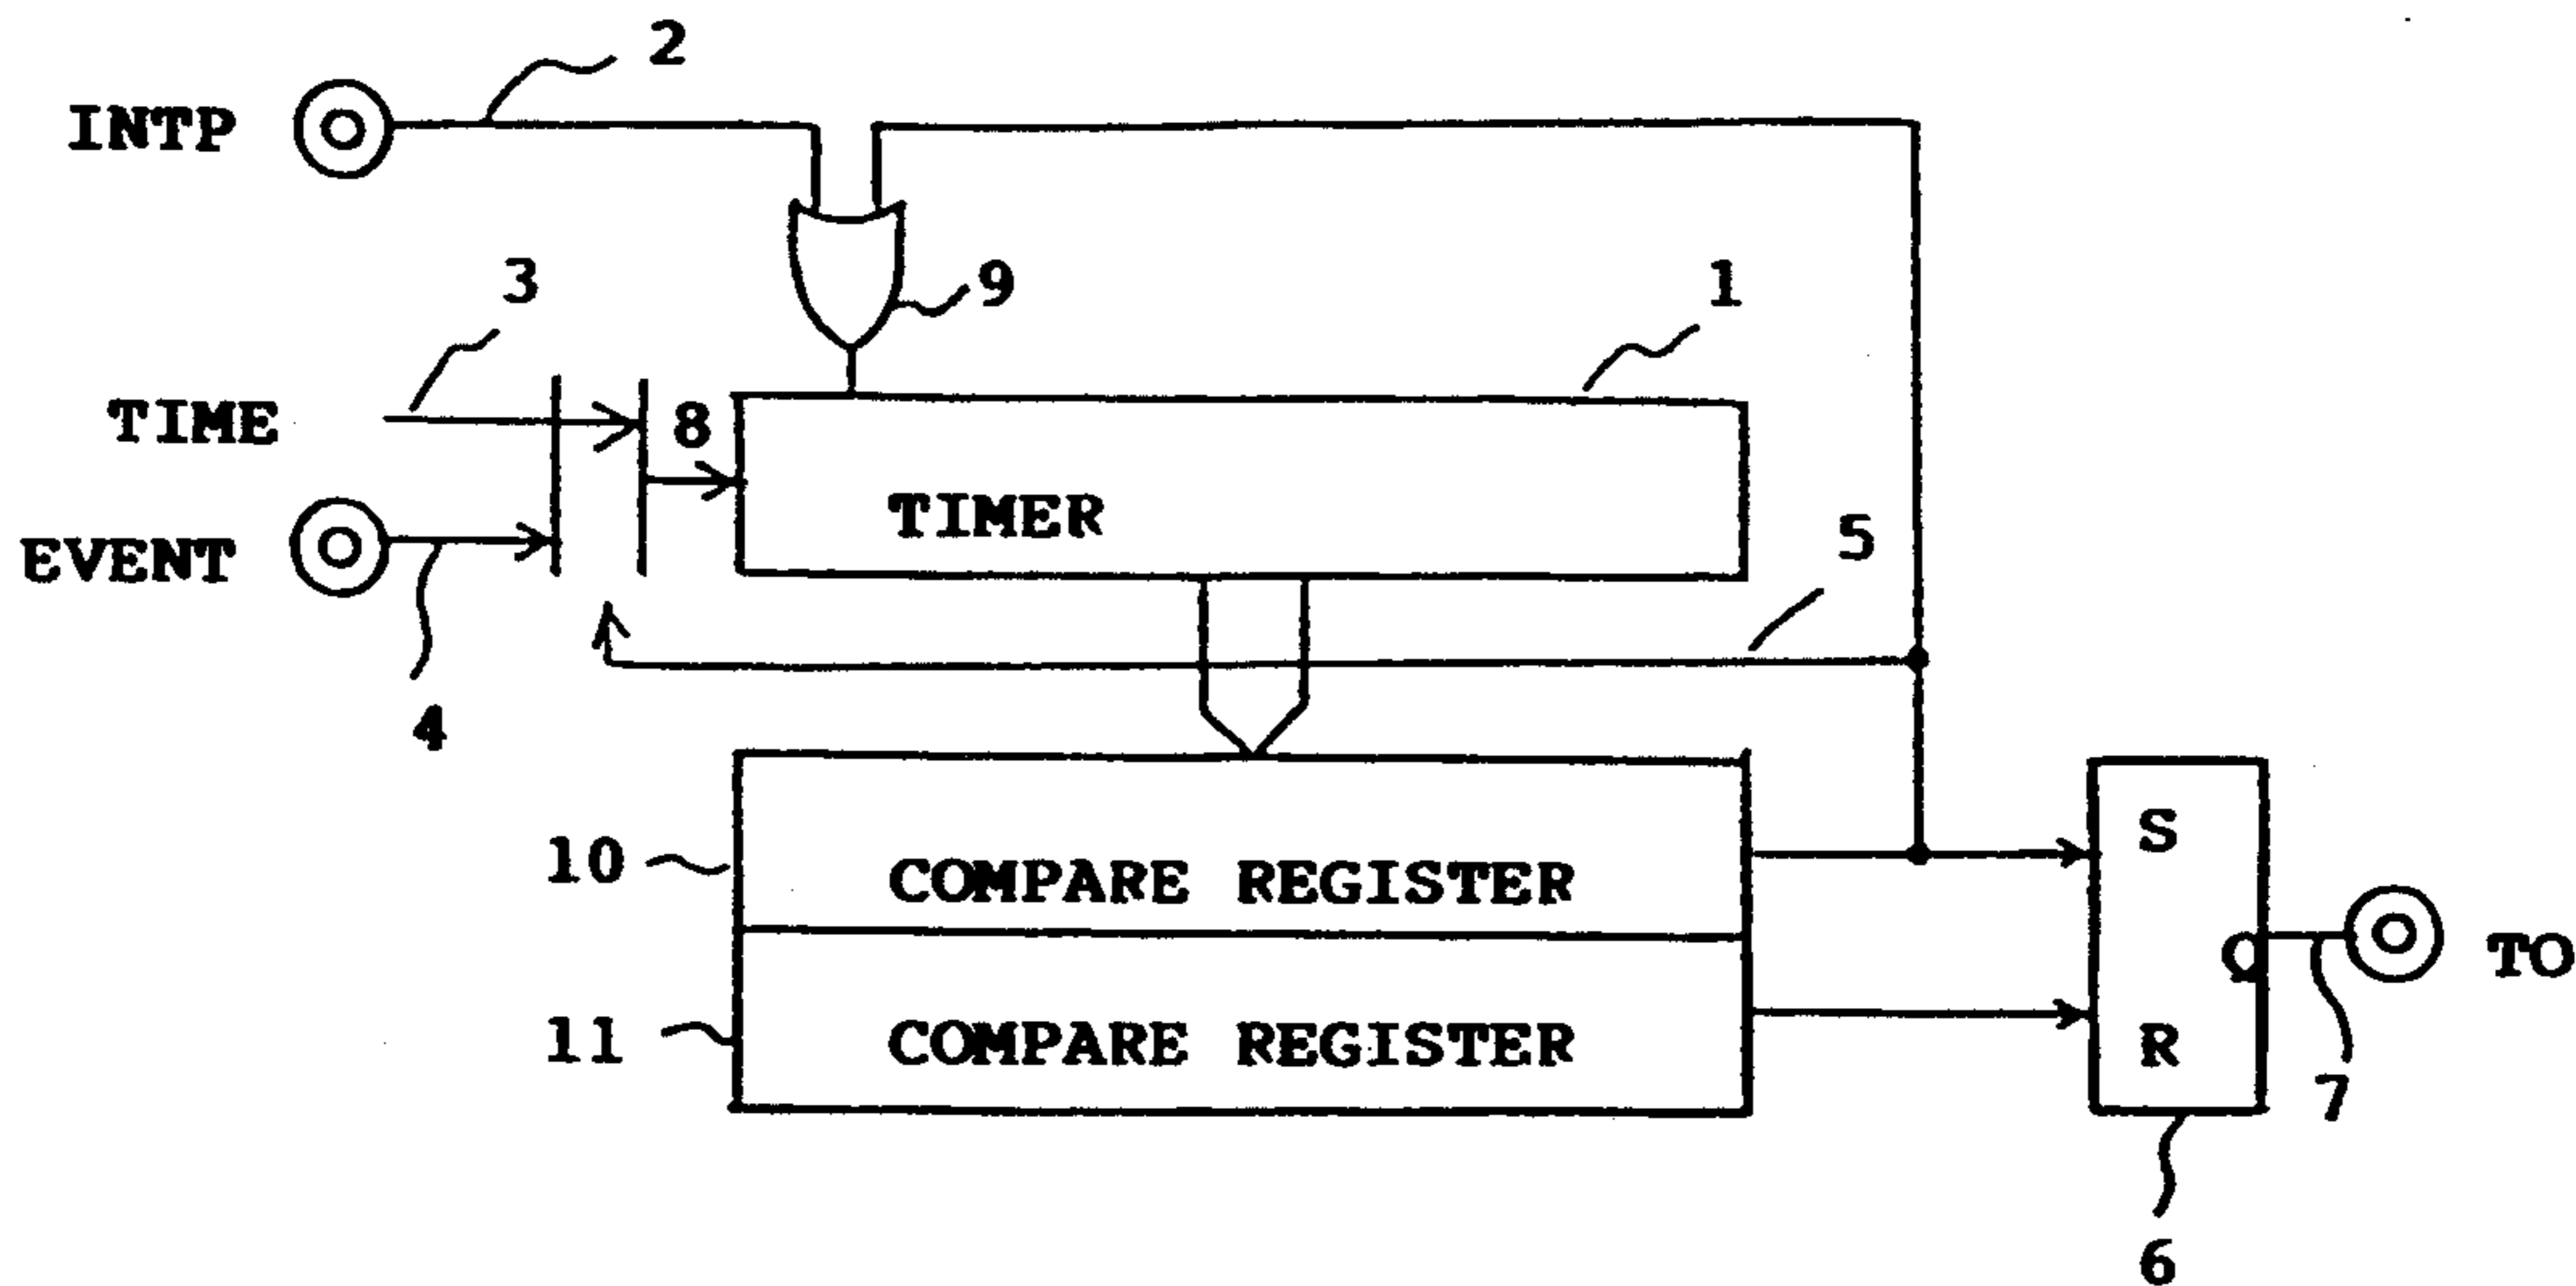 2
INTP
3
9
1
TIME
8
TIMER
5
EVENT
4
10
COMPARE REGISTER
S
Q
TO
11
COMPARE REGISTER
R
7
6